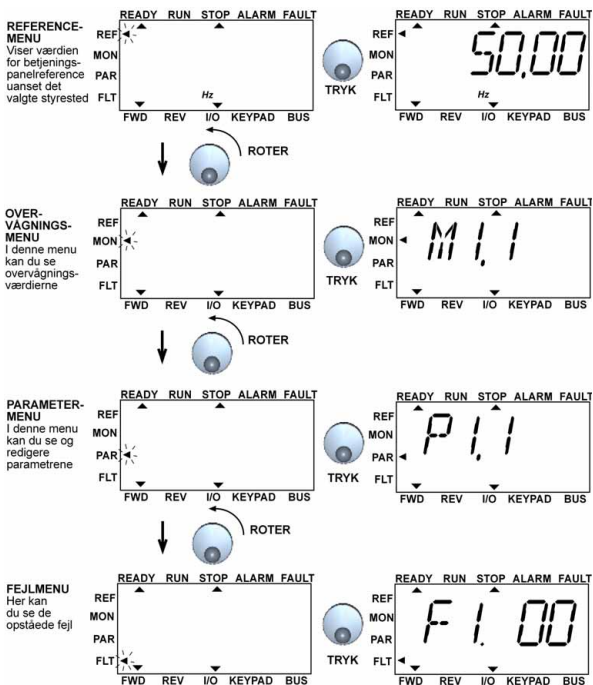 READY RUN STOP ALARM FAULT
READY RUN STOP ALARM FAULT
REFERENCE-
MENU
Viser værdien
for betjenings-
panelreference
uanset det
valgte styrested
REF
MON
PAR
FLT
Hz
FWD REV I/O KEYPAD BUS
TRYK
REF
MON
PAR
FLT
50.00
Hz
FWD REV I/O KEYPAD BUS
ROTER
READY RUN STOP ALARM FAULT
READY RUN STOP ALARM FAULT
OVER-
VÅGNINGS-
MENU
I denne menu
kan du se
overvågnings-
værdierne
REF
MON
PAR
FLT
FWD REV I/O KEYPAD BUS
TRYK
REF
MON
PAR
FLT
M1.1
FWD REV I/O KEYPAD BUS
ROTER
READY RUN STOP ALARM FAULT
READY RUN STOP ALARM FAULT
PARAMETER-
MENU
I denne menu
kan du se og
redigere
parametrene
REF
MON
PAR
FLT
FWD REV I/O KEYPAD BUS
TRYK
REF
MON
PAR
FLT
P1.1
FWD REV I/O KEYPAD BUS
ROTER
READY RUN STOP ALARM FAULT
READY RUN STOP ALARM FAULT
FEJLMENU
Her kan
du se de
opståede fejl
REF
MON
PAR
FLT
FWD REV I/O KEYPAD BUS
TRYK
REF
MON
PAR
FLT
F1. 00
FWD REV I/O KEYPAD BUS